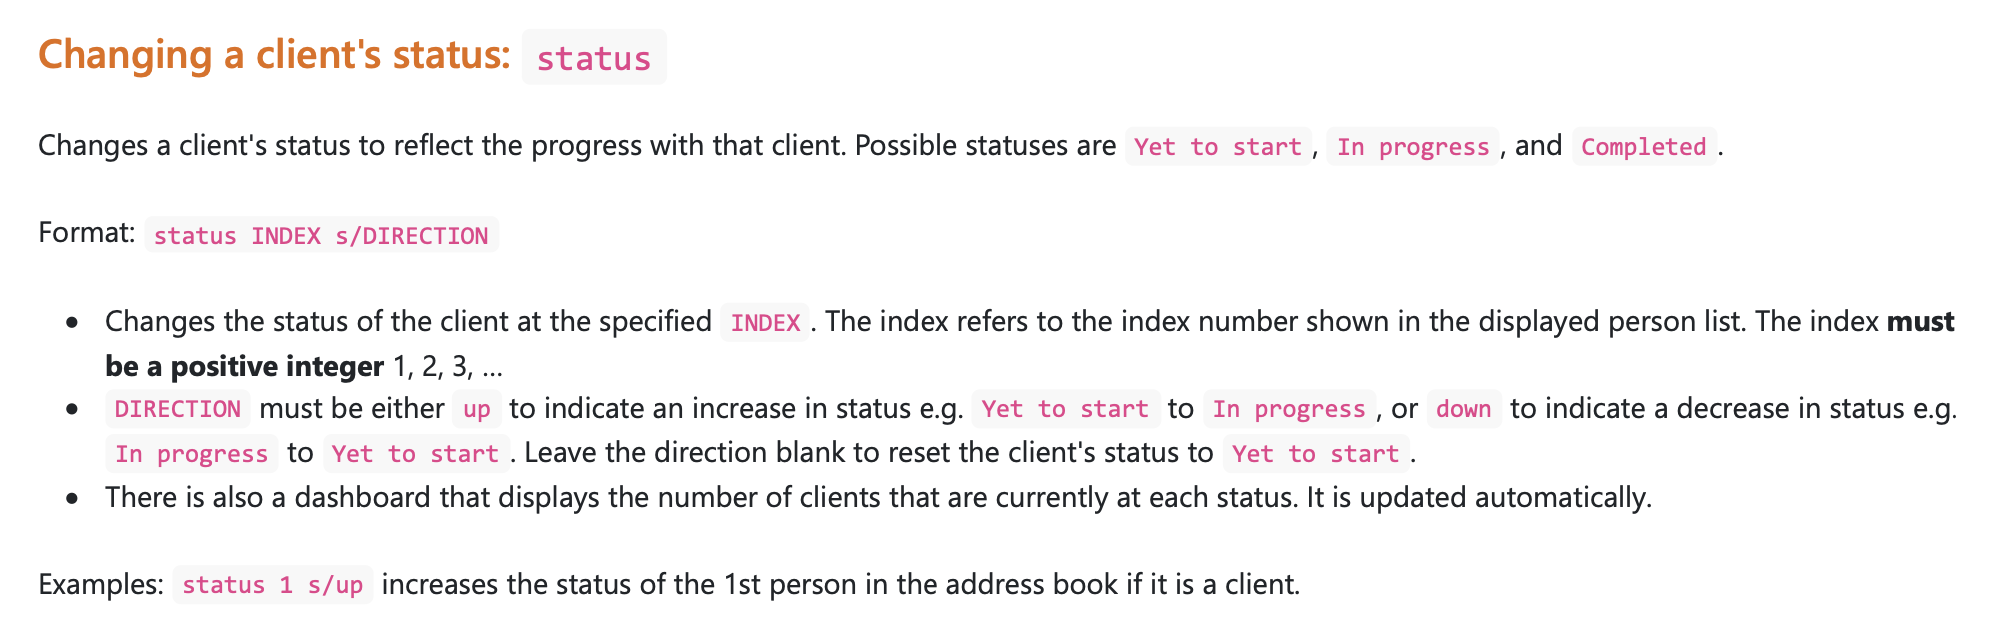 Changing a client's status: status
Changes a client's status to reflect the progress with that client. Possible statuses are Yet to start, In progress, and Completed.
Format: status INDEX s/DIRECTION
• Changes the status of the client at the specified INDEX. The index refers to the index number shown in the displayed person list. The index must
be a positive integer 1, 2, 3, …
• DIRECTION must be either up to indicate an increase in status e.g. Yet to start to In progress, or down to indicate a decrease in status e.g.
In progress to Yet to start. Leave the direction blank to reset the client's status to Yet to start.
• There is also a dashboard that displays the number of clients that are currently at each status. It is updated automatically.
Examples: status 1 s/up increases the status of the 1st person in the address book if it is a client.